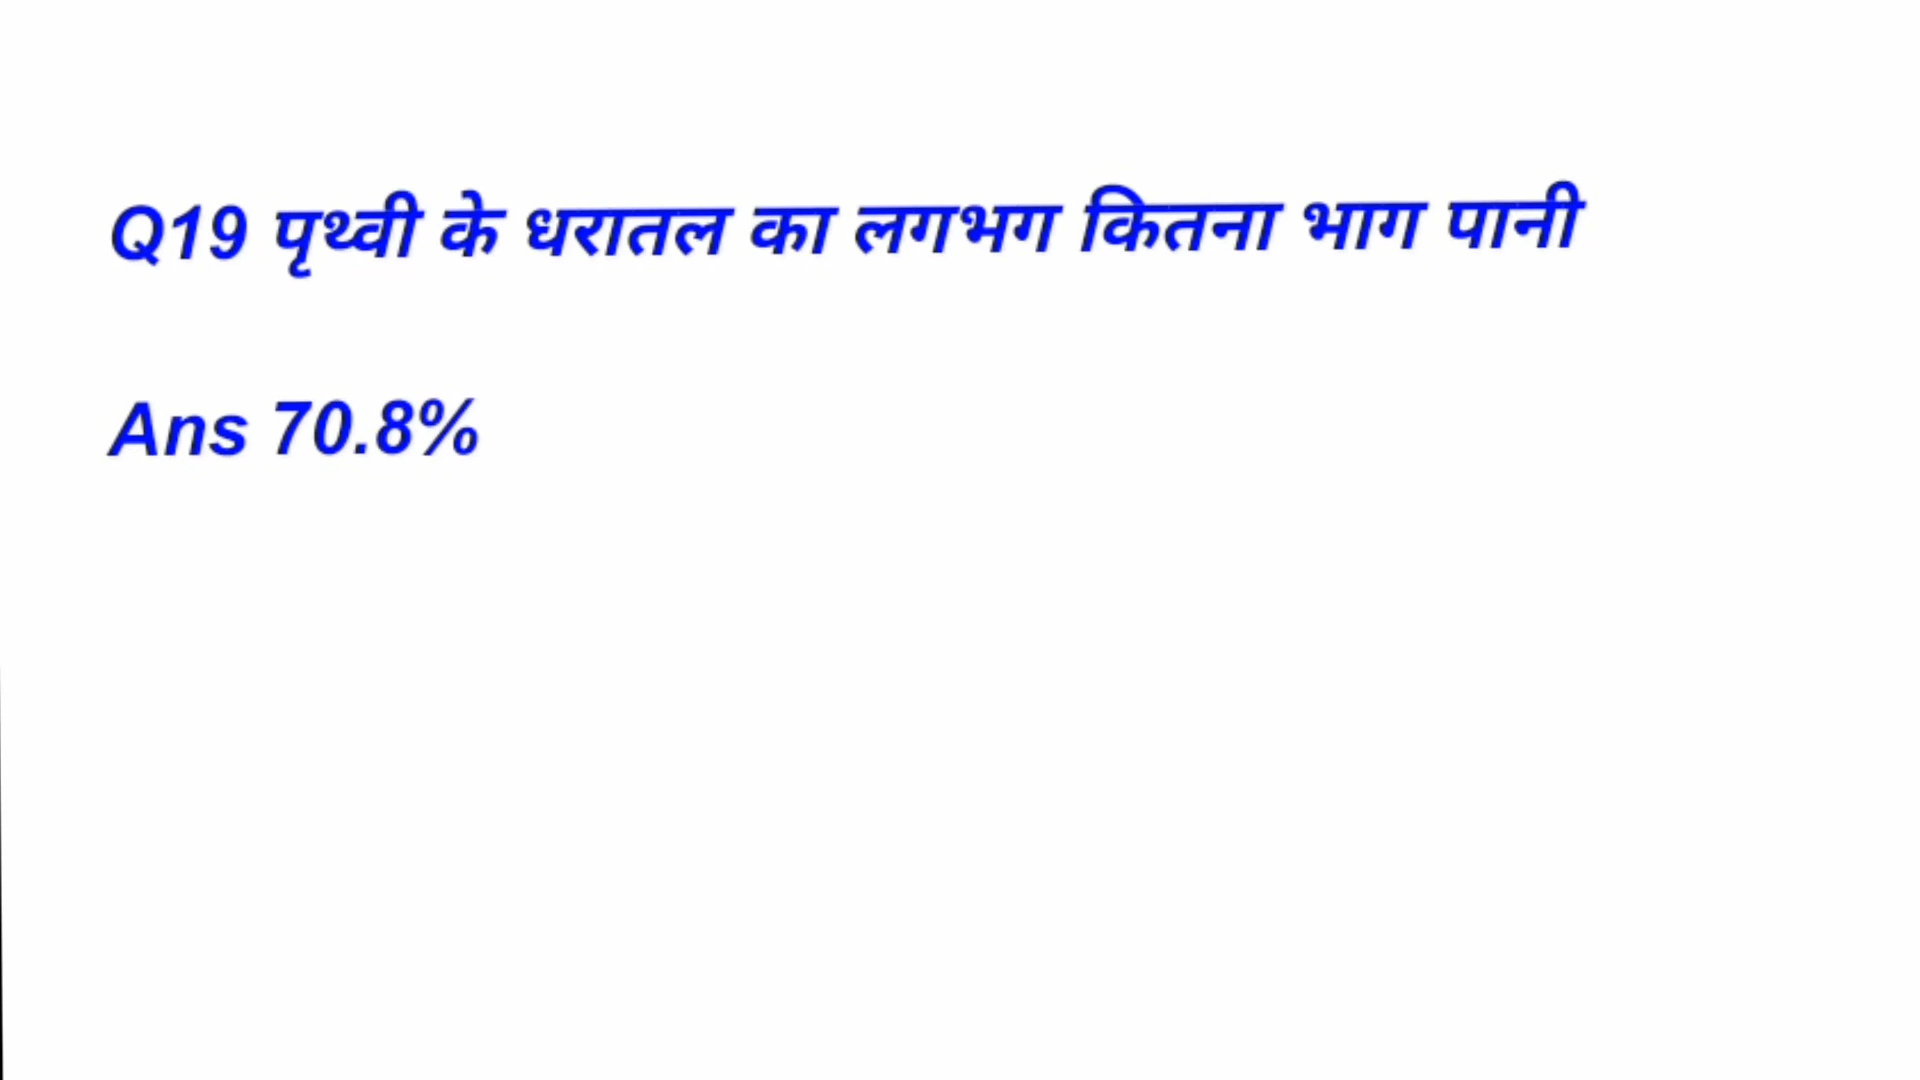 Q19 पृथ्वी के धरातल का लगभग कितना भाग पानी
Ans 70.8%